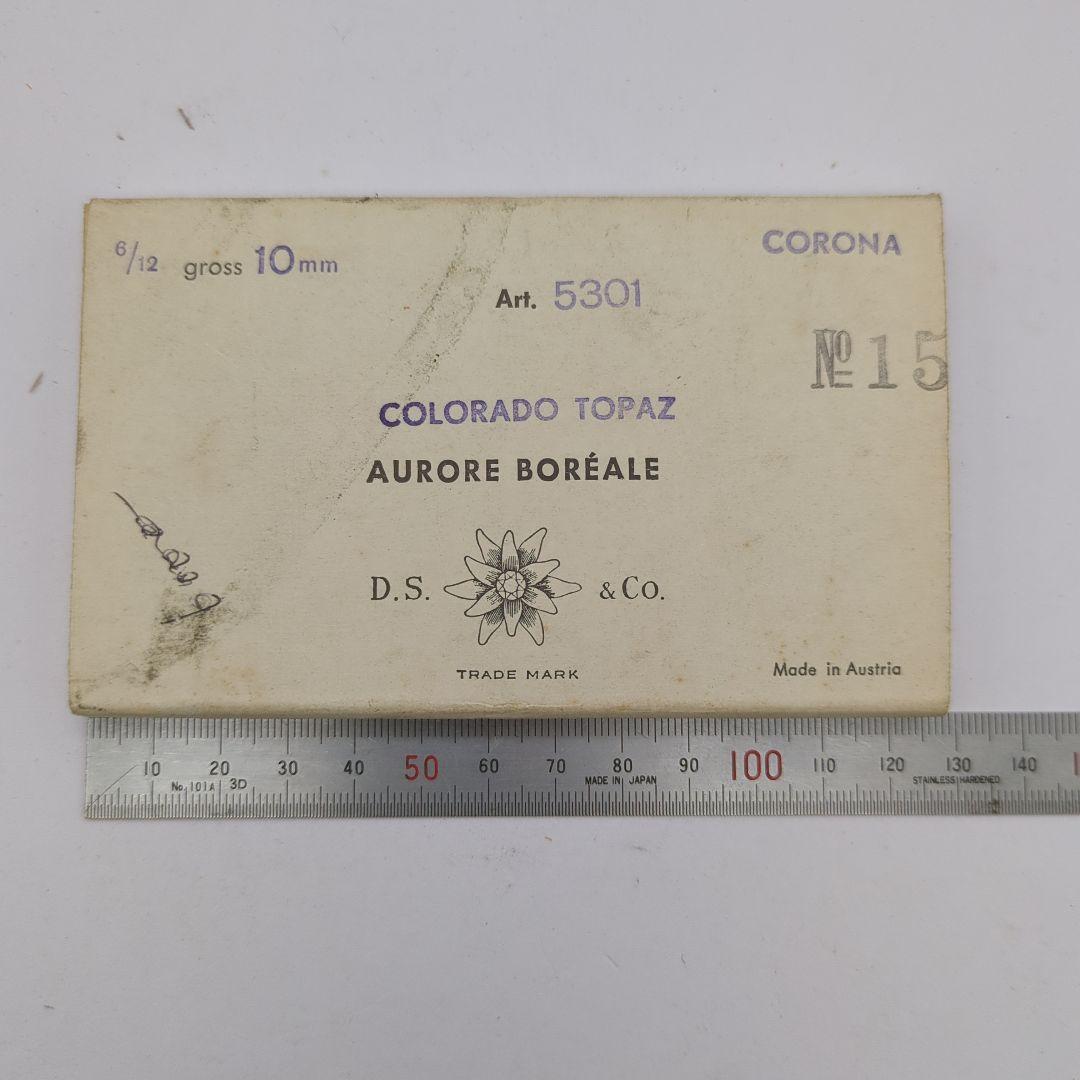 6/12 gross 10mm
CORONA
Art. 5301
№ 15
COLORADO TOPAZ
AURORE BORÉALE
D.S. & Co.
TRADE MARK
Made in Austria
10 20 30 40 50 60 70 80 90 100 110 120 130 140
No. 101A 3D MADE IN JAPAN STAINLESS HARDENED